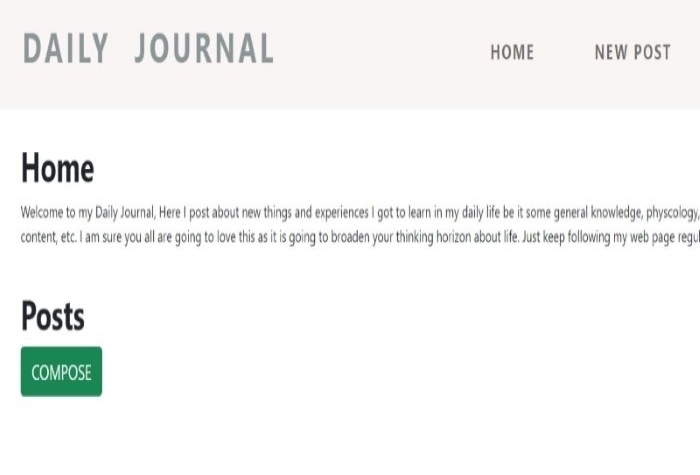 DAILY JOURNAL
HOME
NEW POST
Home
Welcome to my Daily Journal, Here I post about new things and experiences I got to learn in my daily life be it some general knowledge, physcology,
content, etc. I am sure you all are going to love this as it is going to broaden your thinking horizon about life. Just keep following my web page
Posts
COMPOSE